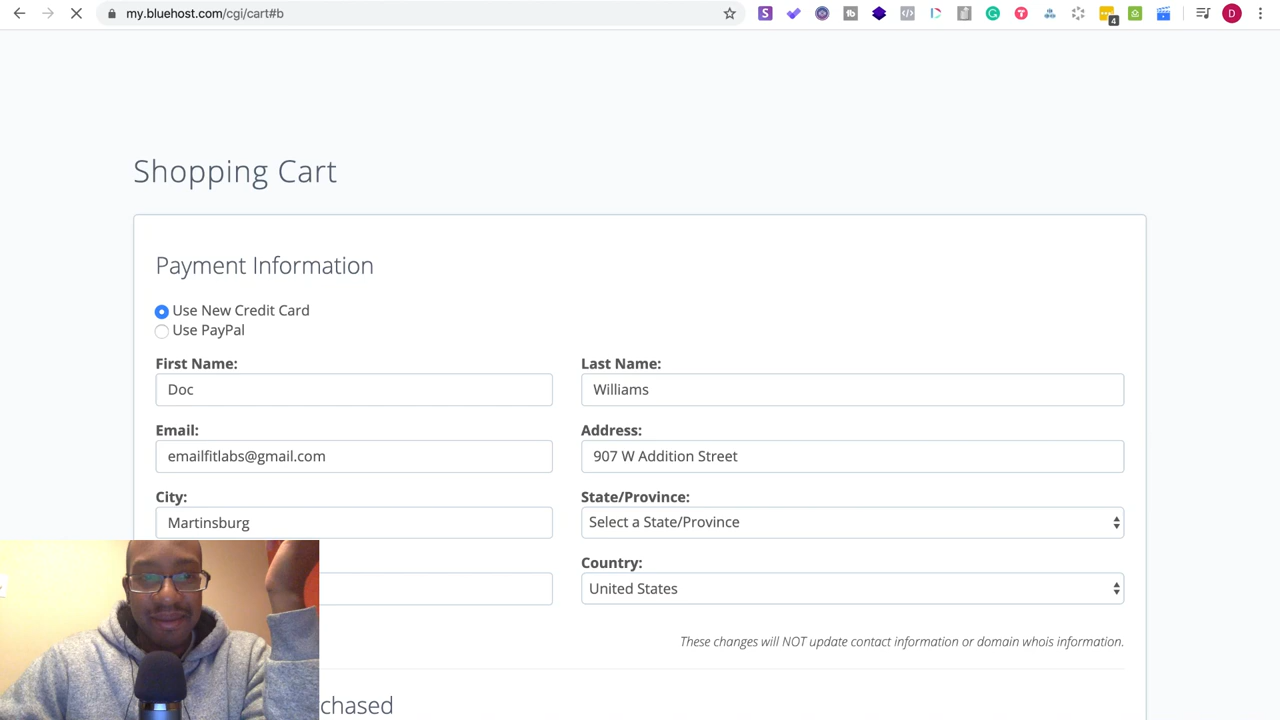 my.bluehost.com/cgi/cart#b
4
D
Shopping Cart
Payment Information
Use New Credit Card
Use PayPal
First Name:
Last Name:
Doc
Williams
Email:
Address:
emailfitlabs@gmail.com
907 W Addition Street
City:
State/Province:
Martinsburg
Select a State/Province
Country:
United States
These changes will NOT update contact information or domain whois information.
chased